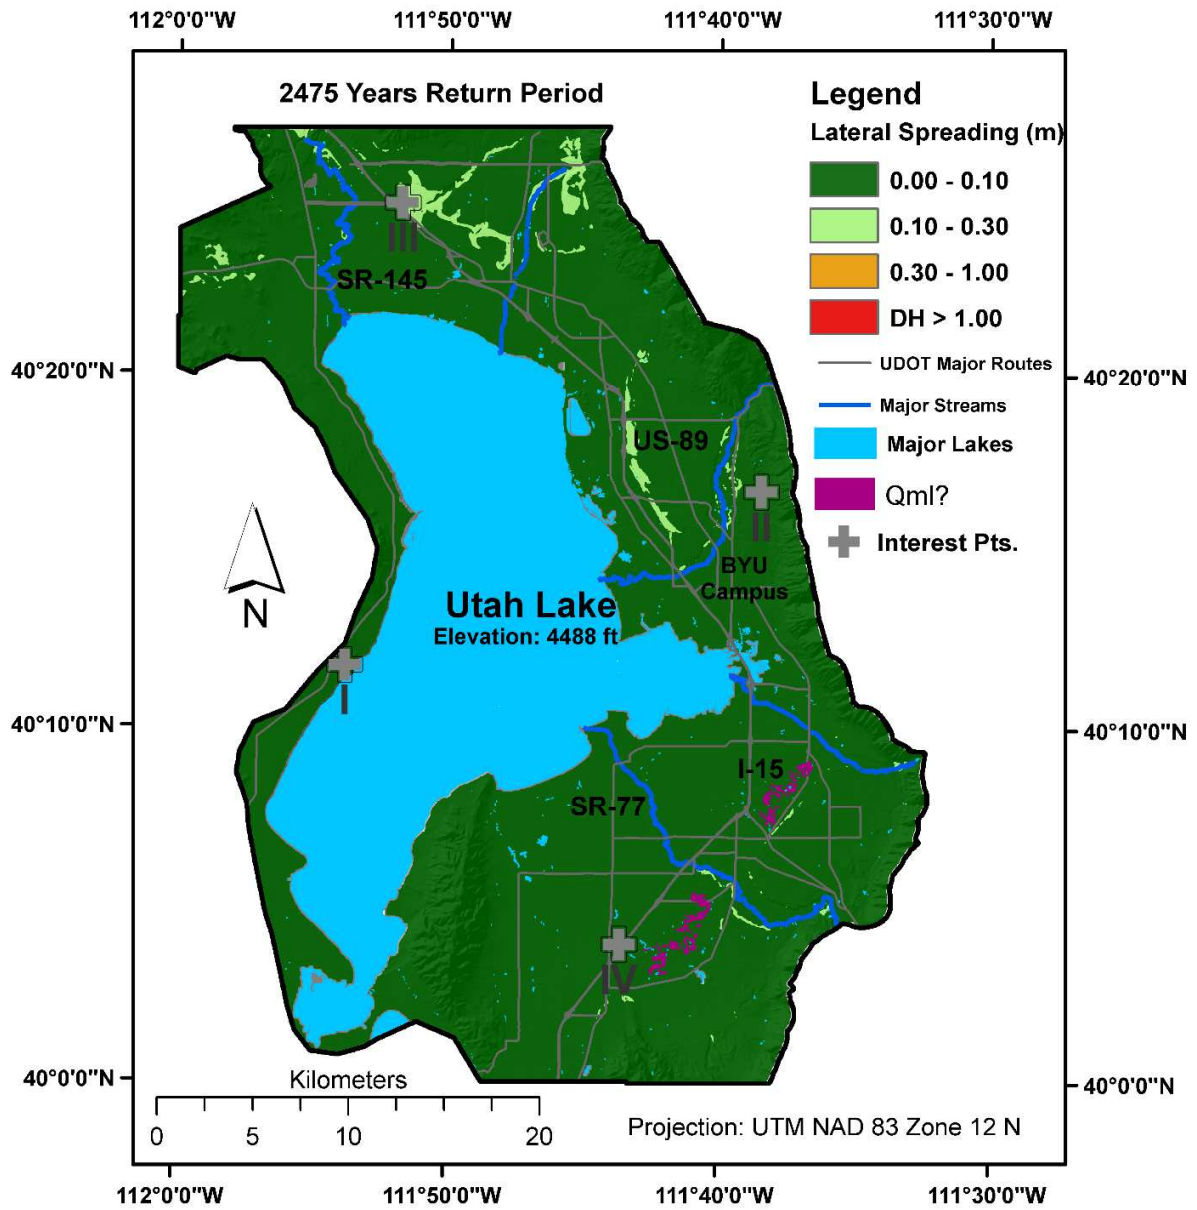 112°0'0"W
111°50'0"W
111°40'0"W
111°30'0"W
2475 Years Return Period
Legend
Lateral Spreading (m)
0.00 - 0.10
0.10 - 0.30
0.30 - 1.00
DH > 1.00
UDOT Major Routes
Major Streams
Major Lakes
Qml?
Interest Pts.
III
SR-145
40°20'0"N
40°20'0"N
US-89
II
BYU
Campus
N
Utah Lake
Elevation: 4488 ft
I
40°10'0"N
40°10'0"N
I-15
SR-77
IV
40°0'0"N
40°0'0"N
Kilometers
0
5
10
20
Projection: UTM NAD 83 Zone 12 N
112°0'0"W
111°50'0"W
111°40'0"W
111°30'0"W